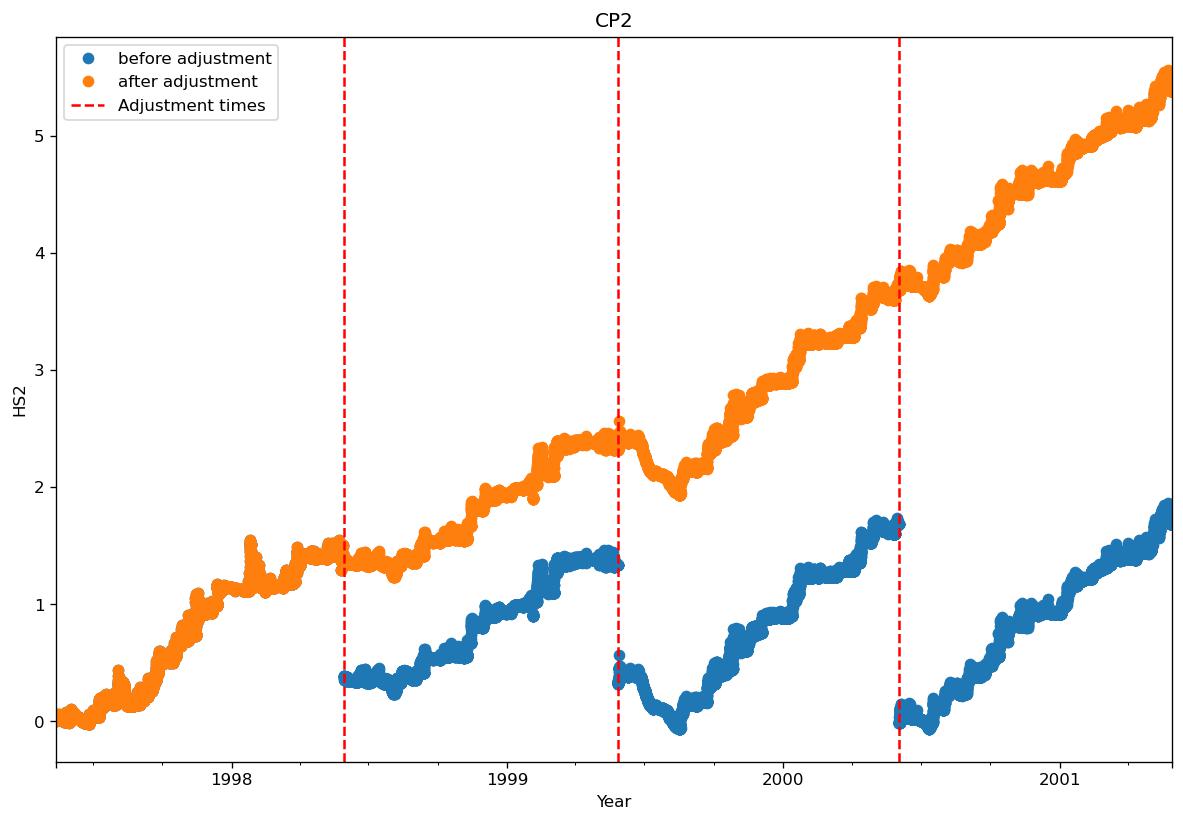 CP2
before adjustment
after adjustment
Adjustment times
5
4
3
2
1
0
HS2
1998
1999
2000
2001
Year